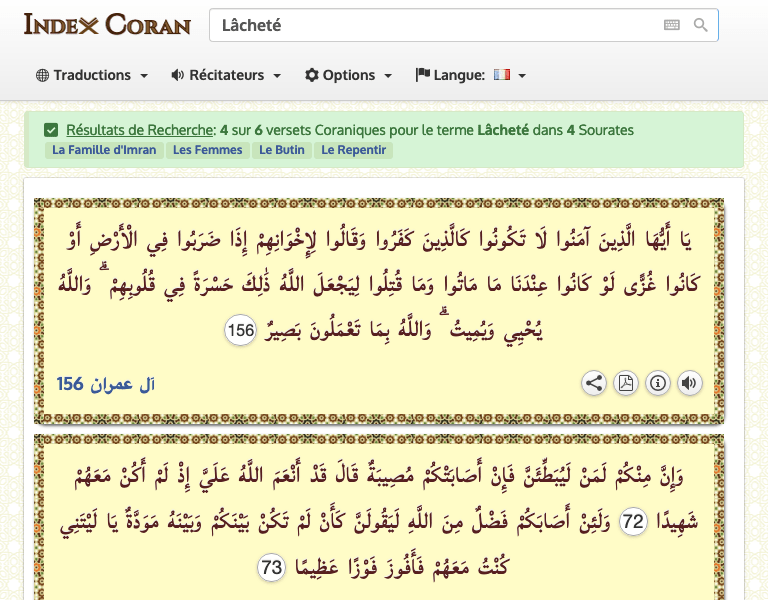 INDEX CORAN
Lâcheté
Traductions
Récitateurs
Options
Langue:
Résultats de Recherche: 4 sur 6 versets Coraniques pour le terme Lâcheté dans 4 Sourates
La Famille d'Imran Les Femmes Le Butin Le Repentir
يَا أَيُّهَا الَّذِينَ آمَنُوا لَا تَكُونُوا كَالَّذِينَ كَفَرُوا وَقَالُوا لِإِخْوَانِهِمْ إِذَا ضَرَبُوا فِي الْأَرْضِ أَوْ
كَانُوا غُزًّى لَوْ كَانُوا عِنْدَنَا مَا مَاتُوا وَمَا قُتِلُوا لِيَجْعَلَ اللَّهُ ذَٰلِكَ حَسْرَةً فِي قُلُوبِهِمْ ۗ وَاللَّهُ
يُحْيِي وَيُمِيتُ ۗ وَاللَّهُ بِمَا تَعْمَلُونَ بَصِيرٌ 156
آل عمران 156
وَإِنَّ مِنْكُمْ لَمَنْ لَيُبَطِّئَنَّ فَإِنْ أَصَابَتْكُمْ مُصِيبَةٌ قَالَ قَدْ أَنْعَمَ اللَّهُ عَلَيَّ إِذْ لَمْ أَكُنْ مَعَهُمْ
شَهِيدًا 72 وَلَئِنْ أَصَابَكُمْ فَضْلٌ مِنَ اللَّهِ لَيَقُولَنَّ كَأَنْ لَمْ تَكُنْ بَيْنَكُمْ وَبَيْنَهُ مَوَدَّةٌ يَا لَيْتَنِي
كُنْتُ مَعَهُمْ فَأَفُوزَ فَوْزًا عَظِيمًا 73